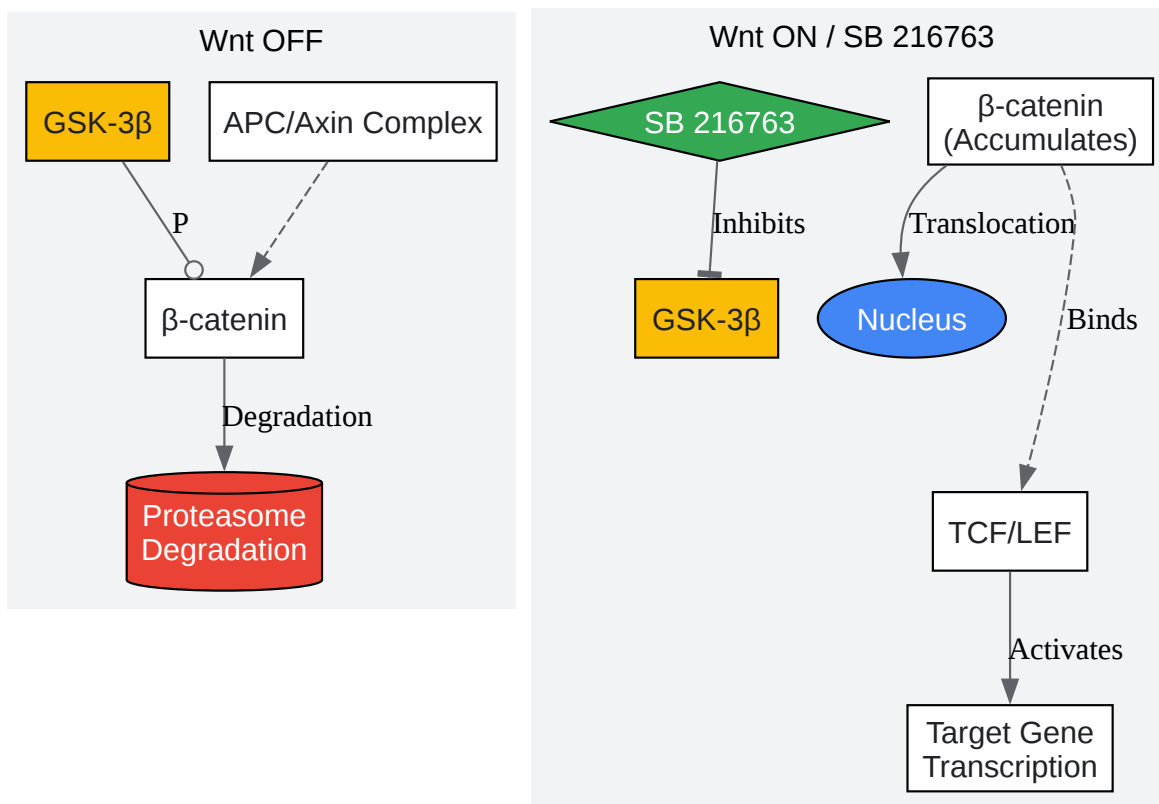 Wnt OFF
GSK-3β
APC/Axin Complex
P
β-catenin
Degradation
Proteasome
Degradation
Wnt ON / SB 216763
SB 216763
β-catenin
(Accumulates)
Inhibits
Translocation
GSK-3β
Nucleus
Binds
TCF/LEF
Activates
Target Gene
Transcription